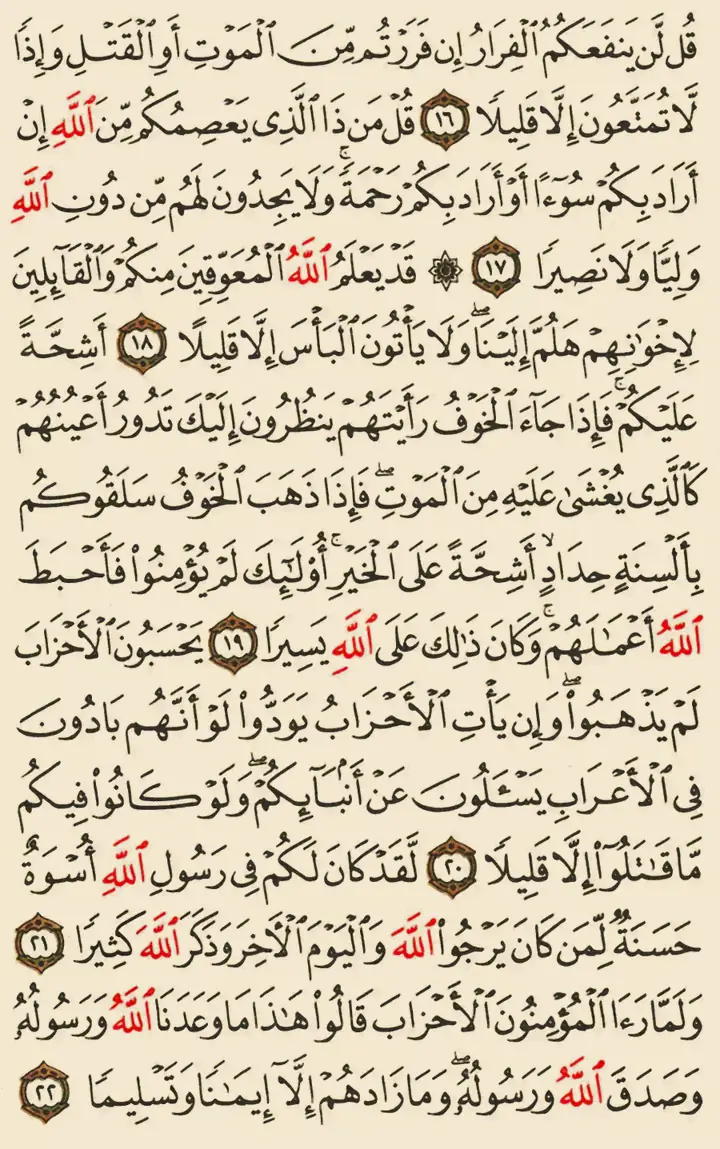 قُل لَّن يَنفَعَكُمُ ٱلْفِرَارُ إِن فَرَرْتُم مِّنَ ٱلْمَوْتِ أَوِ ٱلْقَتْلِ وَإِذًا
لَّا تُمَتَّعُونَ إِلَّا قَلِيلًا ١٦ قُلْ مَن ذَا ٱلَّذِى يَعْصِمُكُم مِّنَ ٱللَّهِ إِنْ
أَرَادَ بِكُمْ سُوٓءًا أَوْ أَرَادَ بِكُمْ رَحْمَةً ۚ وَلَا يَجِدُونَ لَهُم مِّن دُونِ ٱللَّهِ
وَلِيًّا وَلَا نَصِيرًا ١٧ ۞ قَدْ يَعْلَمُ ٱللَّهُ ٱلْمُعَوِّقِينَ مِنكُمْ وَٱلْقَآئِلِينَ
لِإِخْوَٰنِهِمْ هَلُمَّ إِلَيْنَا ۖ وَلَا يَأْتُونَ ٱلْبَأْسَ إِلَّا قَلِيلًا ١٨ أَشِحَّةً
عَلَيْكُمْ ۖ فَإِذَا جَآءَ ٱلْخَوْفُ رَأَيْتَهُمْ يَنظُرُونَ إِلَيْكَ تَدُورُ أَعْيُنُهُمْ
كَٱلَّذِى يُغْشَىٰ عَلَيْهِ مِنَ ٱلْمَوْتِ ۖ فَإِذَا ذَهَبَ ٱلْخَوْفُ سَلَقُوكُم
بِأَلْسِنَةٍ حِدَادٍ أَشِحَّةً عَلَى ٱلْخَيْرِ ۚ أُو۟لَٰٓئِكَ لَمْ يُؤْمِنُوا۟ فَأَحْبَطَ
ٱللَّهُ أَعْمَٰلَهُمْ ۚ وَكَانَ ذَٰلِكَ عَلَى ٱللَّهِ يَسِيرًا ١٩ يَحْسَبُونَ ٱلْأَحْزَابَ
لَمْ يَذْهَبُوا۟ ۖ وَإِن يَأْتِ ٱلْأَحْزَابُ يَوَدُّوا۟ لَوْ أَنَّهُم بَادُونَ
فِى ٱلْأَعْرَابِ يَسْـَٔلُونَ عَنْ أَنۢبَآئِكُمْ ۖ وَلَوْ كَانُوا۟ فِيكُم
مَّا قَٰتَلُوٓا۟ إِلَّا قَلِيلًا ٢٠ لَّقَدْ كَانَ لَكُمْ فِى رَسُولِ ٱللَّهِ أُسْوَةٌ
حَسَنَةٌ لِّمَن كَانَ يَرْجُوا۟ ٱللَّهَ وَٱلْيَوْمَ ٱلْأَخِرَ وَذَكَرَ ٱللَّهَ كَثِيرًا ٢١
وَلَمَّا رَءَا ٱلْمُؤْمِنُونَ ٱلْأَحْزَابَ قَالُوا۟ هَٰذَا مَا وَعَدَنَا ٱللَّهُ وَرَسُولُهُۥ
وَصَدَقَ ٱللَّهُ وَرَسُولُهُۥ ۚ وَمَا زَادَهُمْ إِلَّآ إِيمَٰنًا وَتَسْلِيمًا ٢٢